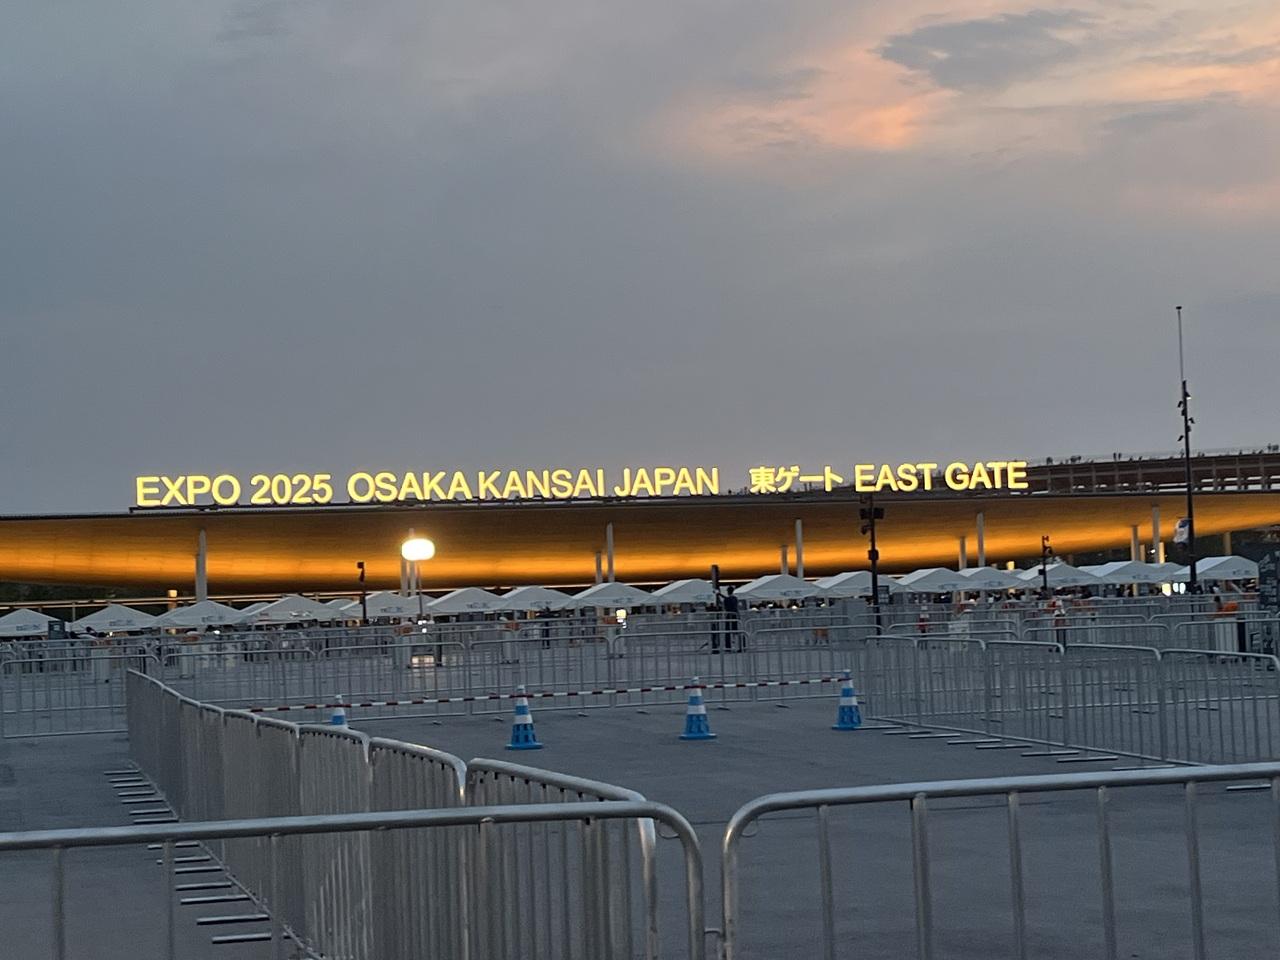 EXPO 2025 OSAKA KANSAI JAPAN 東ゲート EAST GATE